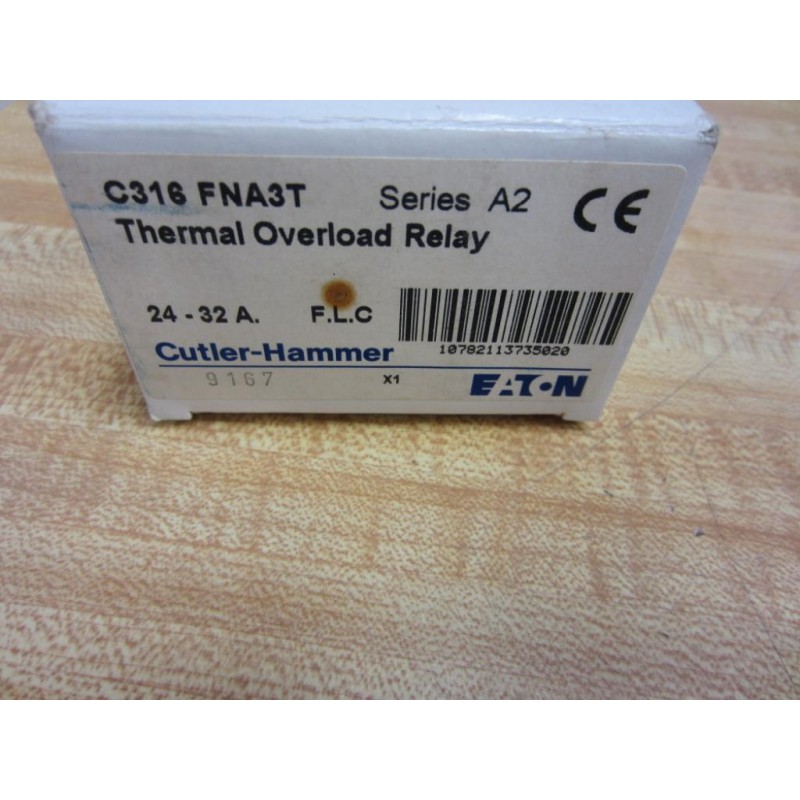 C316 FNA3T Series A2 CE
Thermal Overload Relay
24 - 32 A. F.L.C
10782113735020
Cutler-Hammer
9167 X1 EATON